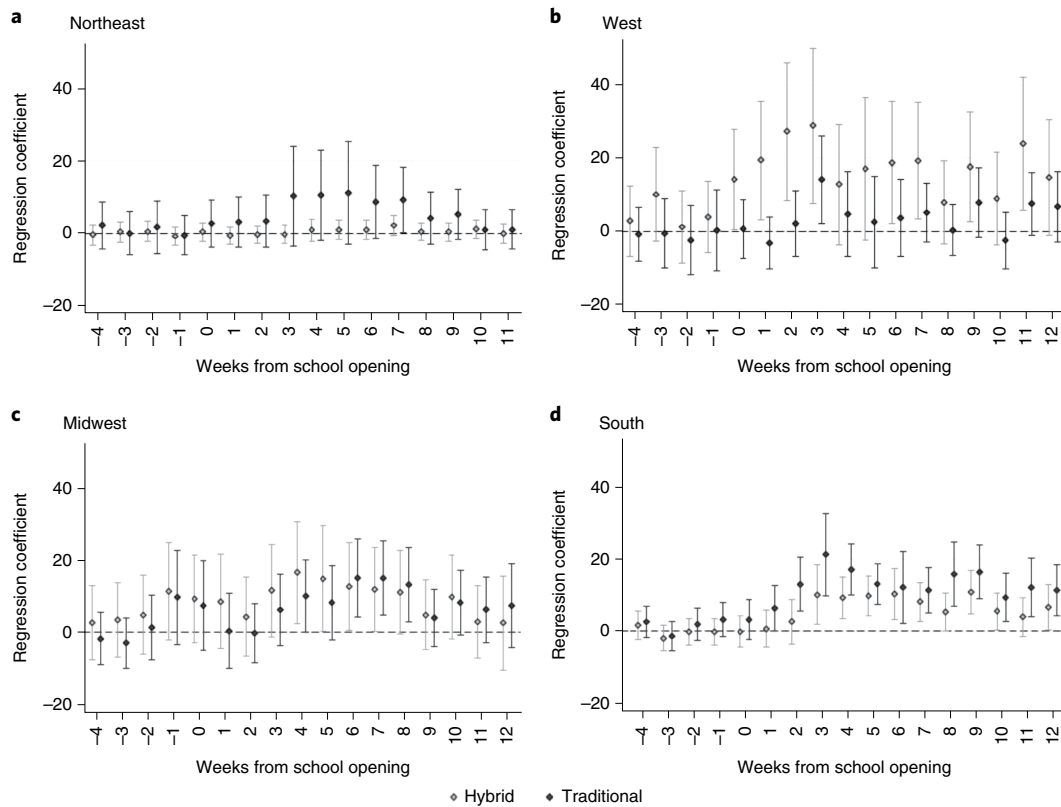 a Northeast
Regression coefficient
40
20
0
–20
–4 –3 –2 –1 0 1 2 3 4 5 6 7 8 9 10 11
Weeks from school opening
b West
Regression coefficient
40
20
0
–20
–4 –3 –2 –1 0 1 2 3 4 5 6 7 8 9 10 11 12
Weeks from school opening
c Midwest
Regression coefficient
40
20
0
–20
–4 –3 –2 –1 0 1 2 3 4 5 6 7 8 9 10 11 12
Weeks from school opening
d South
Regression coefficient
40
20
0
–20
–4 –3 –2 –1 0 1 2 3 4 5 6 7 8 9 10 11 12
Weeks from school opening
Hybrid Traditional